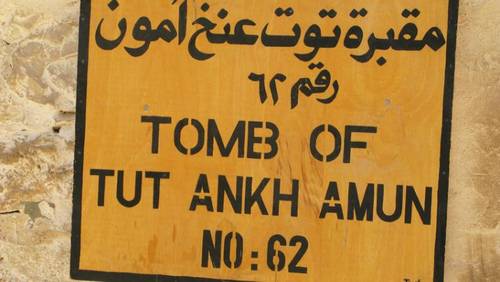 مقبرة توت عنخ أمون
رقم ٦٢
TOMB OF
TUT ANKH AMUN
NO: 62